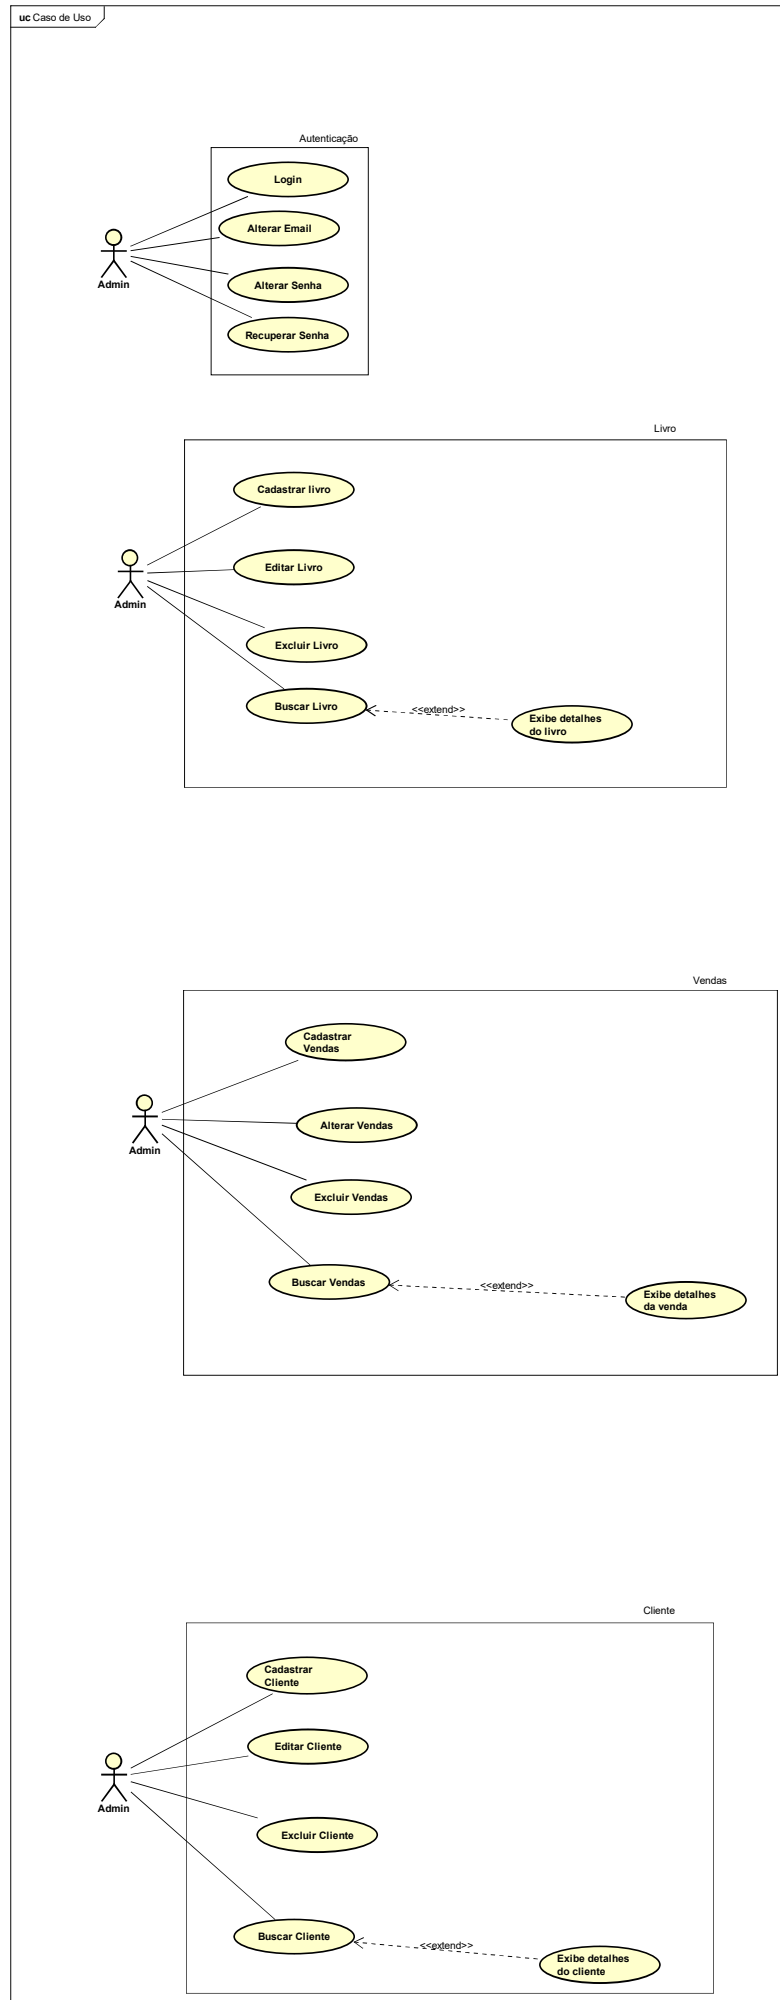 uc Caso de Uso
Autenticação
Login
Alterar Email
Alterar Senha
Recuperar Senha
Admin
Livro
Cadastrar livro
Editar Livro
Excluir Livro
Buscar Livro
<<extend>>
Exibe detalhes
do livro
Admin
Vendas
Cadastrar
Vendas
Alterar Vendas
Excluir Vendas
Buscar Vendas
<<extend>>
Exibe detalhes
da venda
Admin
Cliente
Cadastrar
Cliente
Editar Cliente
Excluir Cliente
Buscar Cliente
<<extend>>
Exibe detalhes
do cliente
Admin